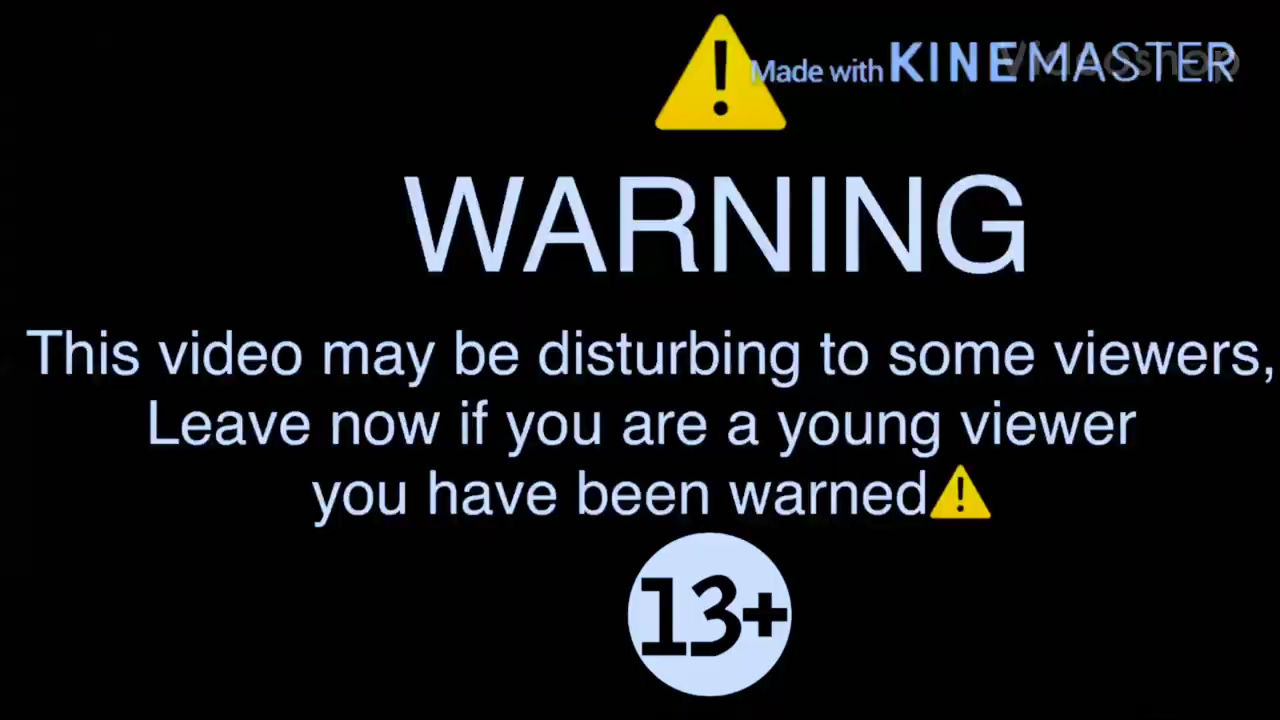 Made with KINEMASTER
Videoshop
WARNING
This video may be disturbing to some viewers,
Leave now if you are a young viewer
you have been warned⚠️
13+